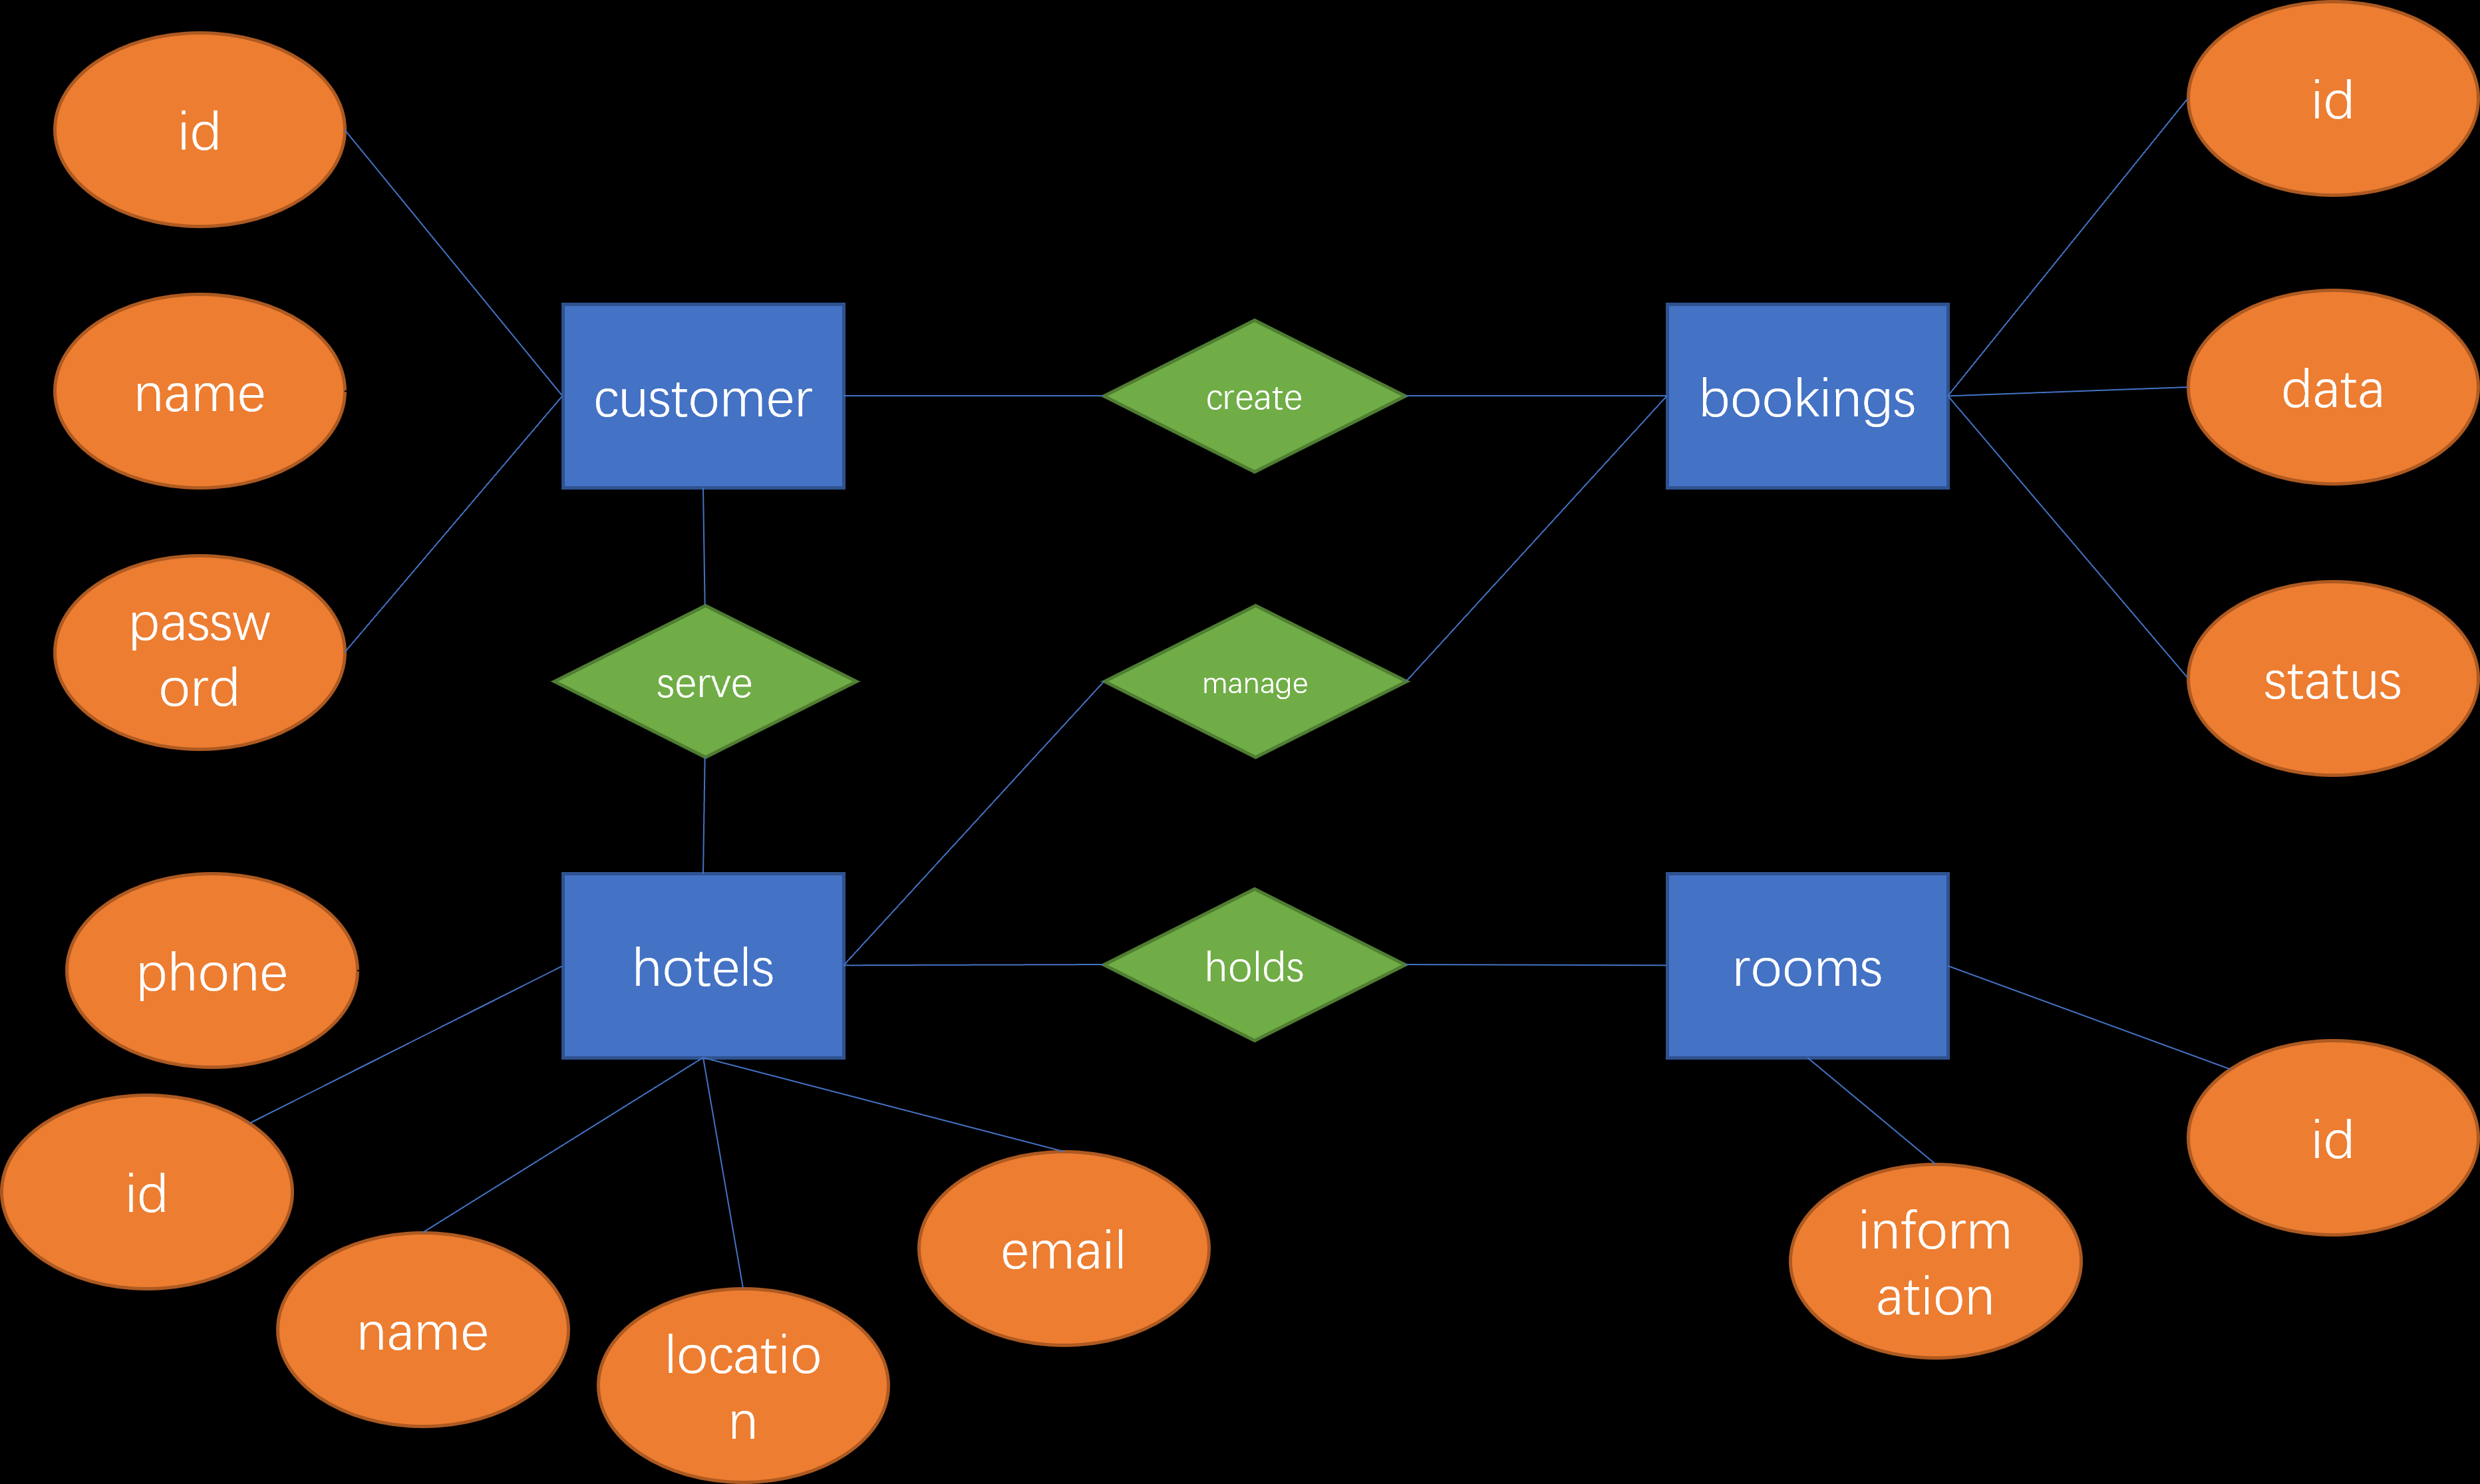 id
id
name
customer
create
bookings
data
passw
ord
serve
manage
status
phone
hotels
holds
rooms
id
id
name
locatio
n
email
inform
ation